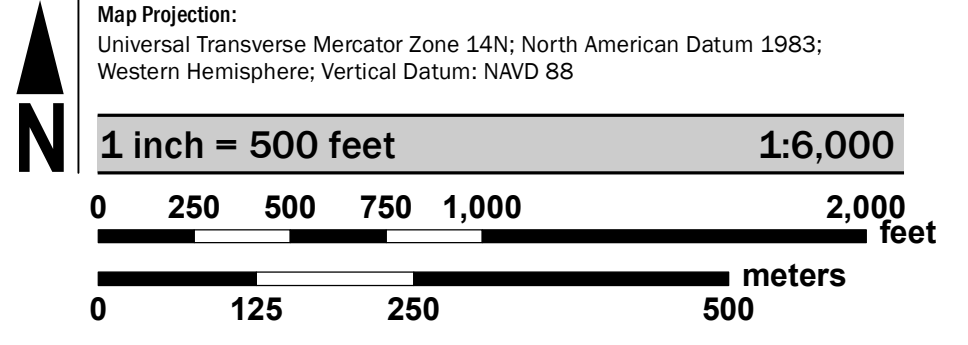 N
Map Projection:
Universal Transverse Mercator Zone 14N; North American Datum 1983;
Western Hemisphere; Vertical Datum: NAVD 88
1 inch = 500 feet 1:6,000
0 250 500 750 1,000 2,000
feet
meters
0 125 250 500